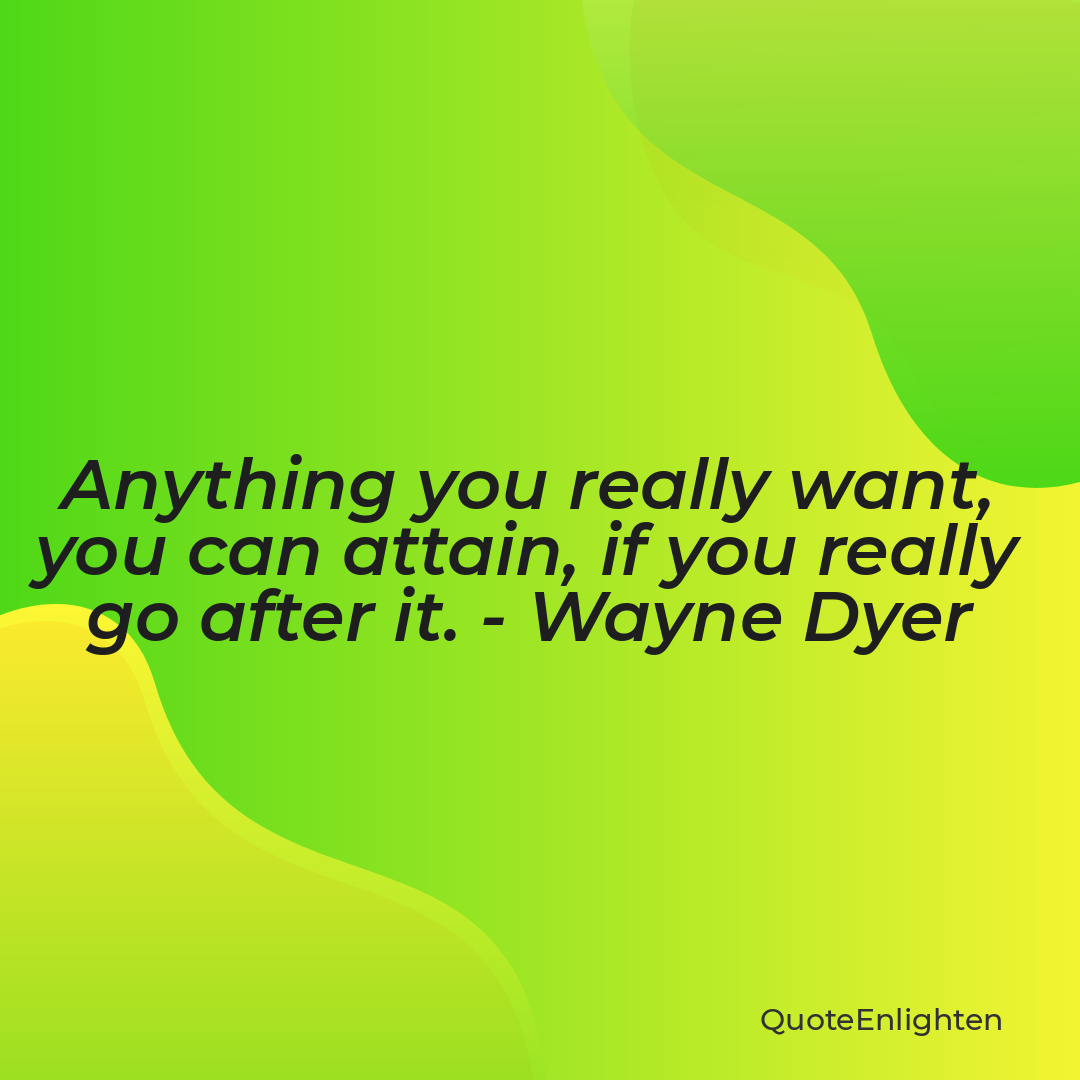 Anything you really want,
you can attain, if you really
go after it. - Wayne Dyer
QuoteEnlighten